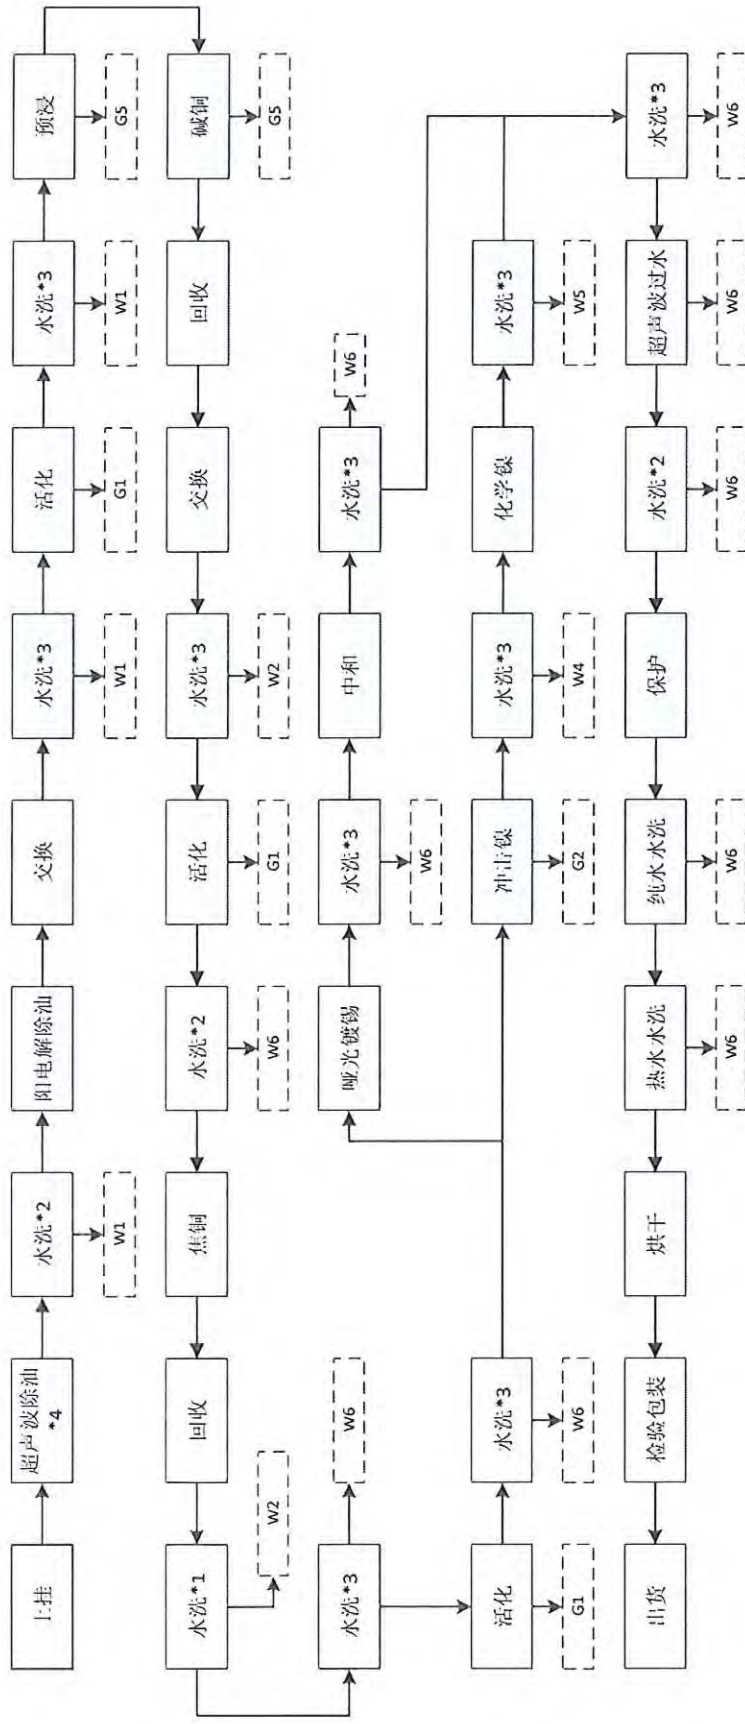 上挂
超声波除油
*4
水洗*2
W1
阳电解除油
交换
水洗*3
W1
活化
G1
水洗*3
W1
预浸
G5
碱铜
G5
回收
交换
水洗*3
W2
活化
G1
水洗*2
W6
焦铜
回收
水洗*1
W2
水洗*3
W6
活化
G1
水洗*3
W6
哑光镀锡
水洗*3
W6
中和
水洗*3
W6
冲击镍
G2
水洗*3
W4
化学镍
水洗*3
W5
水洗*3
W6
超声波过水
W6
水洗*2
W6
保护
纯水水洗
W6
热水水洗
W6
烘干
检验包装
出货